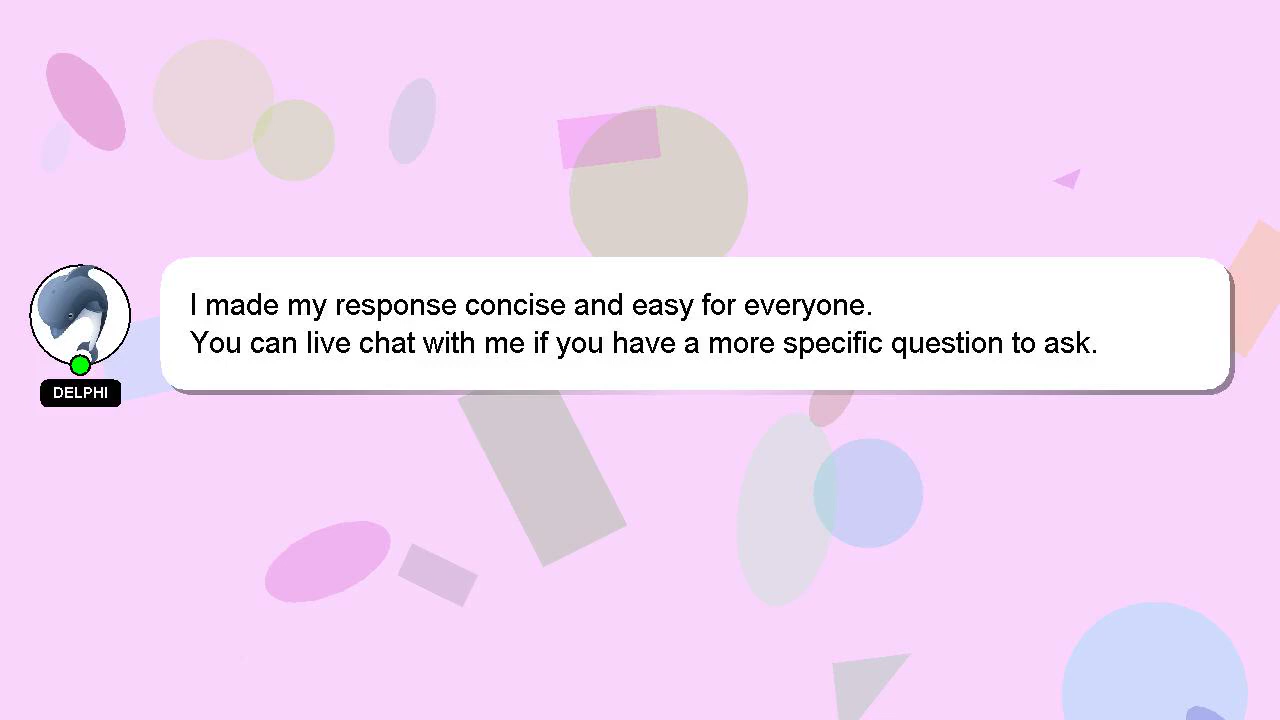 I made my response concise and easy for everyone.
You can live chat with me if you have a more specific question to ask.
DELPHI